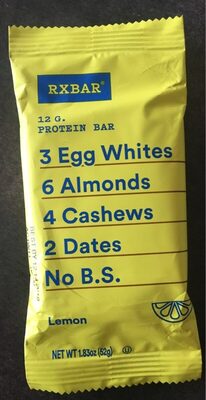 RXBAR®
12 G.
PROTEIN BAR
3 Egg Whites
6 Almonds
4 Cashews
2 Dates
No B.S.
Lemon
NET WT 1.83oz (52g) U